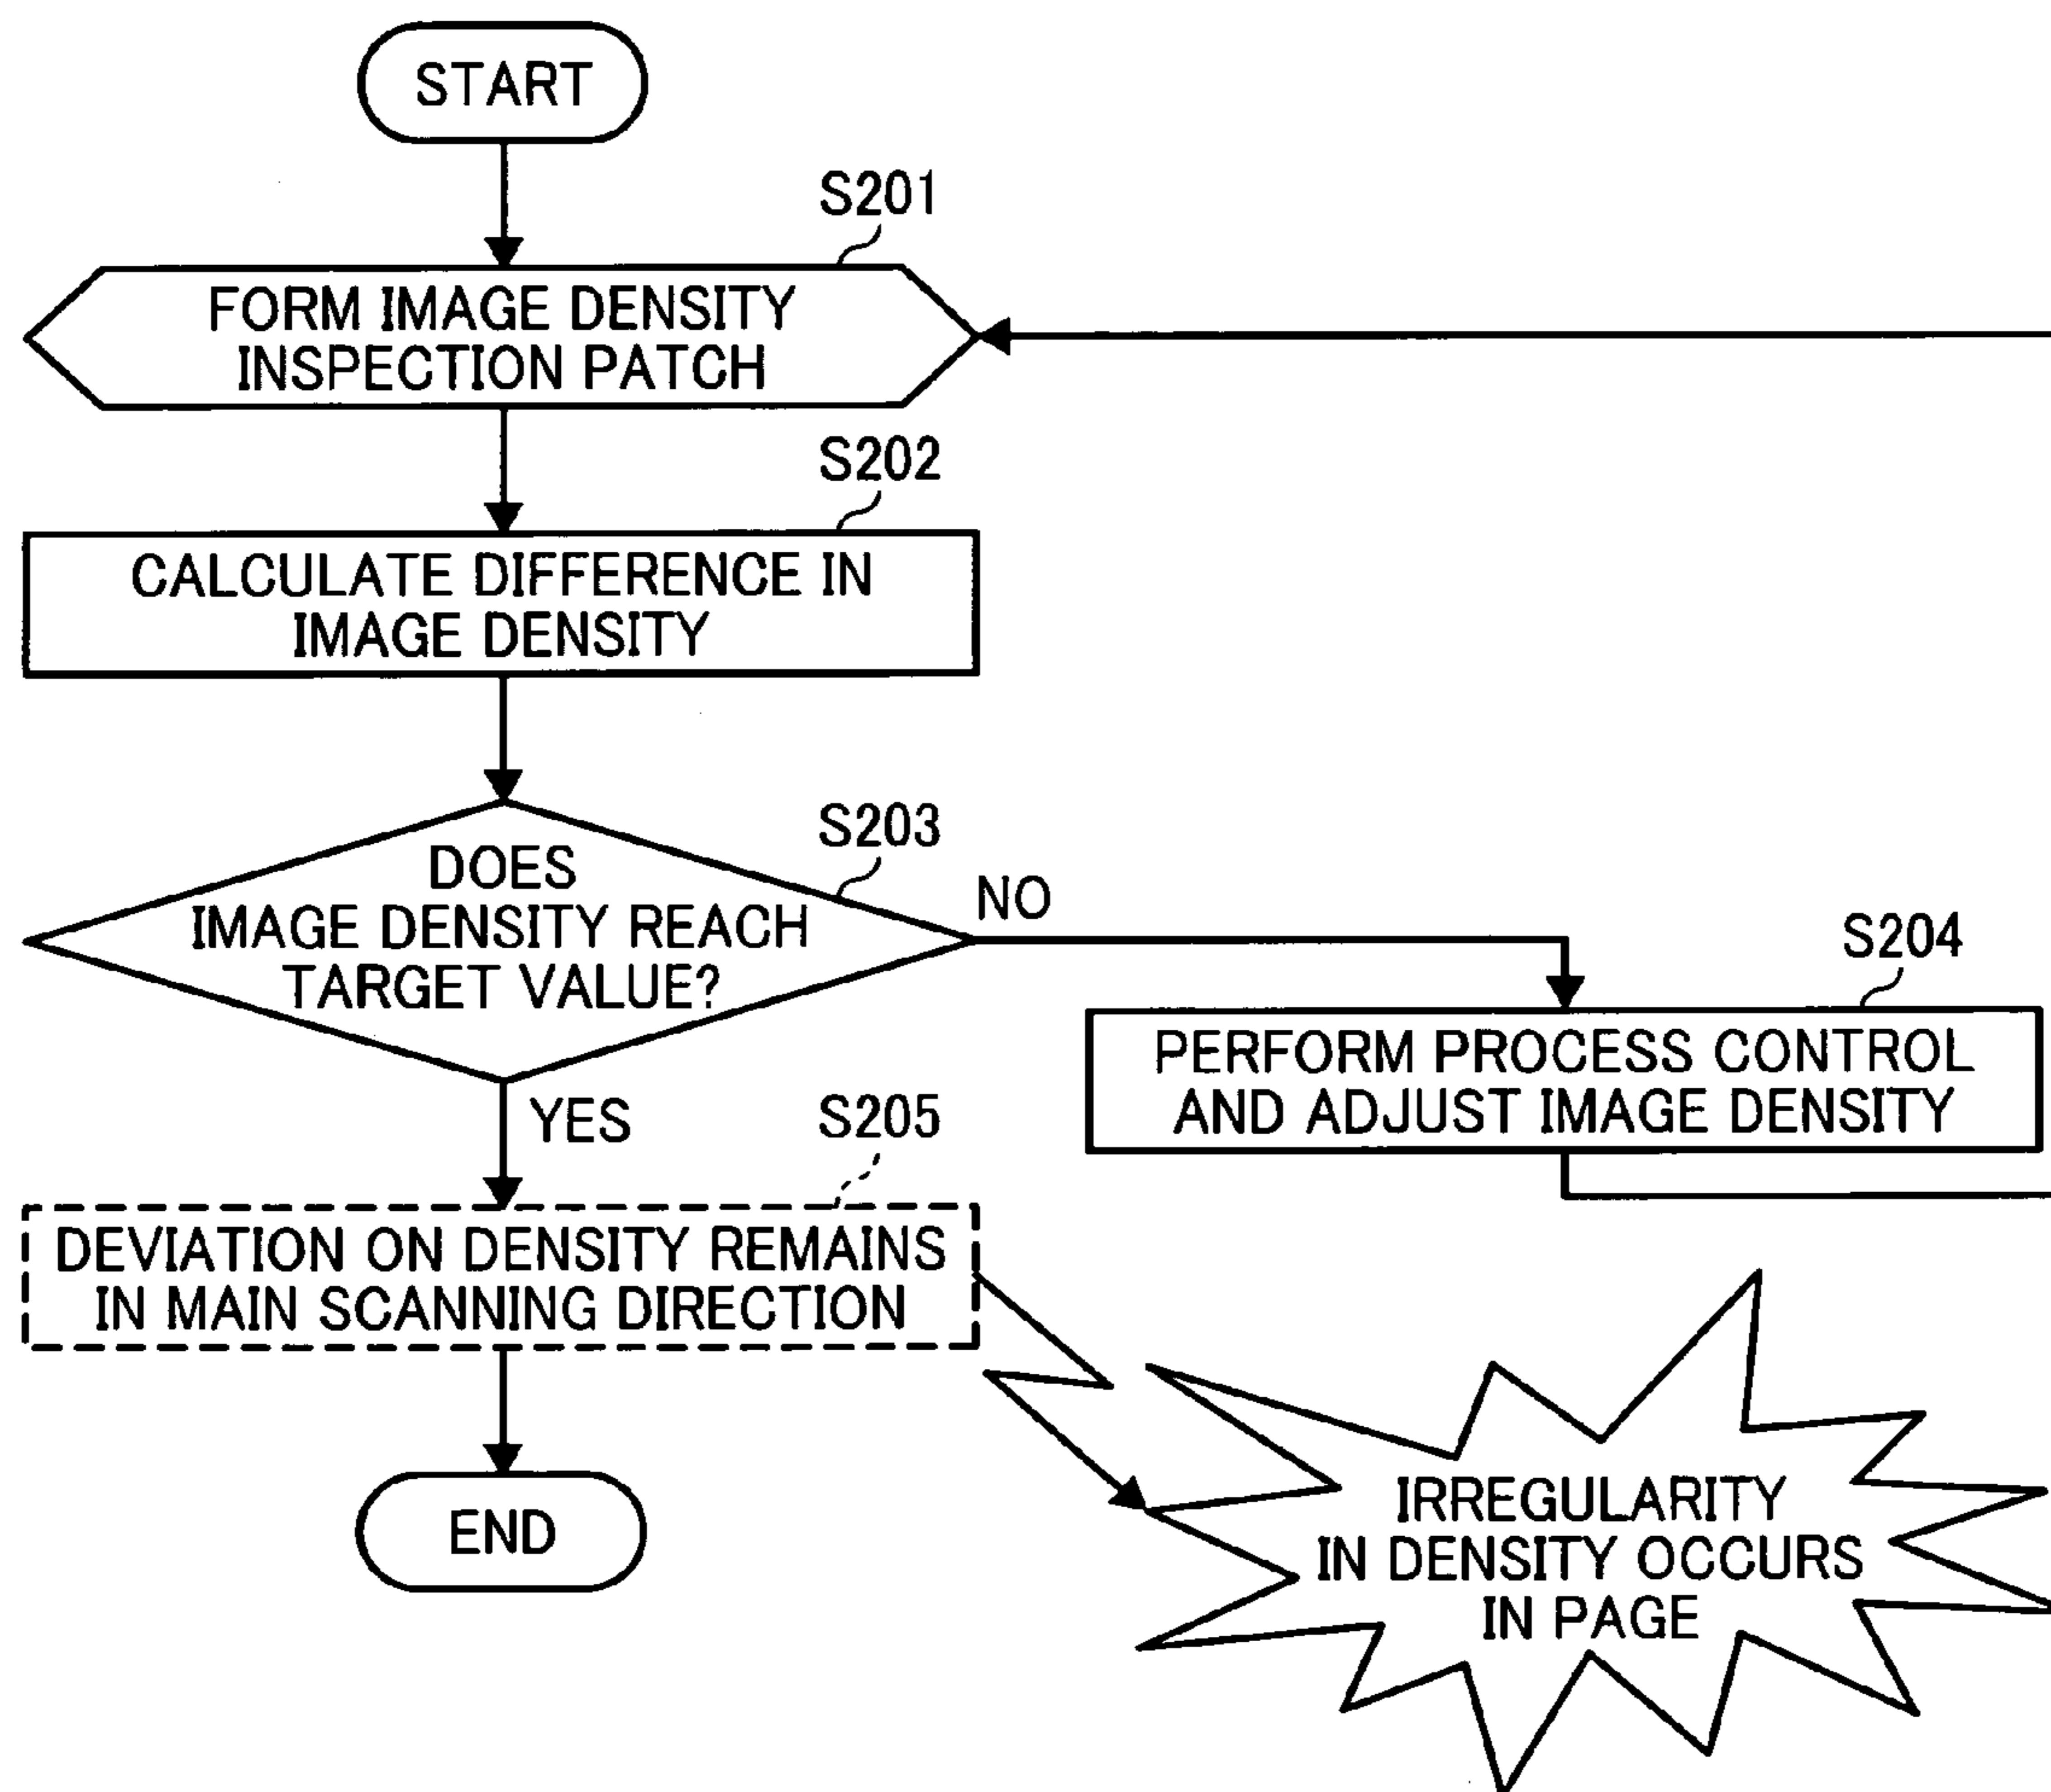 START
S201
FORM IMAGE DENSITY
INSPECTION PATCH
S202
CALCULATE DIFFERENCE IN
IMAGE DENSITY
S203
DOES
IMAGE DENSITY REACH
TARGET VALUE?
NO
S204
PERFORM PROCESS CONTROL
AND ADJUST IMAGE DENSITY
YES
S205
DEVIATION ON DENSITY REMAINS
IN MAIN SCANNING DIRECTION
END
IRREGULARITY
IN DENSITY OCCURS
IN PAGE